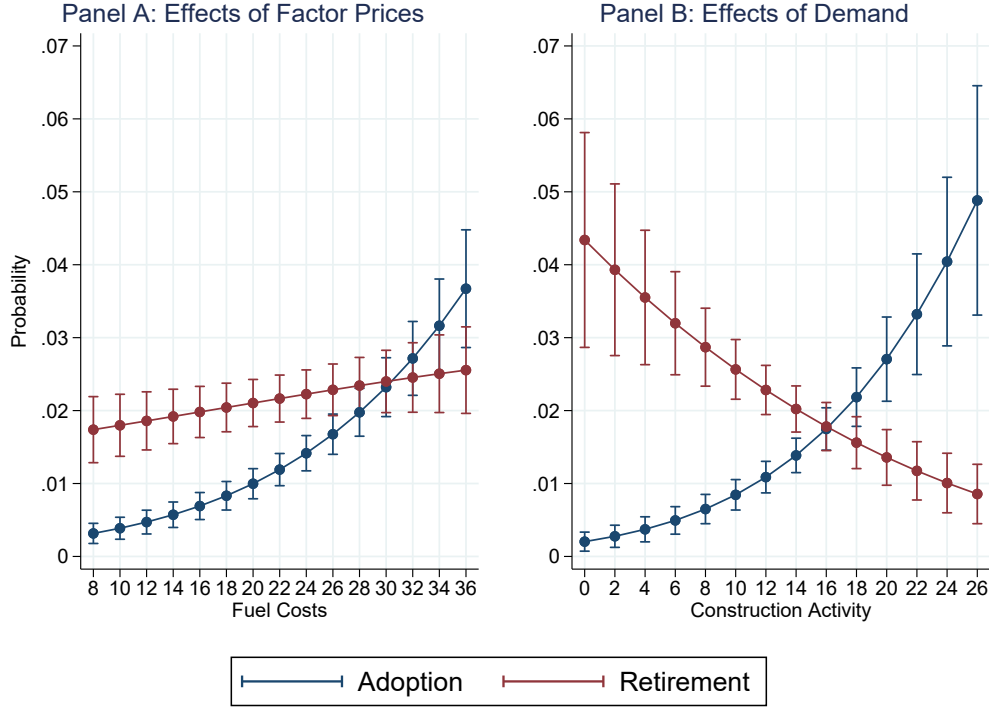 Panel A: Effects of Factor Prices
Panel B: Effects of Demand
Probability
.07
.06
.05
.04
.03
.02
.01
0
8 10 12 14 16 18 20 22 24 26 28 30 32 34 36
Fuel Costs
.07
.06
.05
.04
.03
.02
.01
0
0 2 4 6 8 10 12 14 16 18 20 22 24 26
Construction Activity
Adoption Retirement